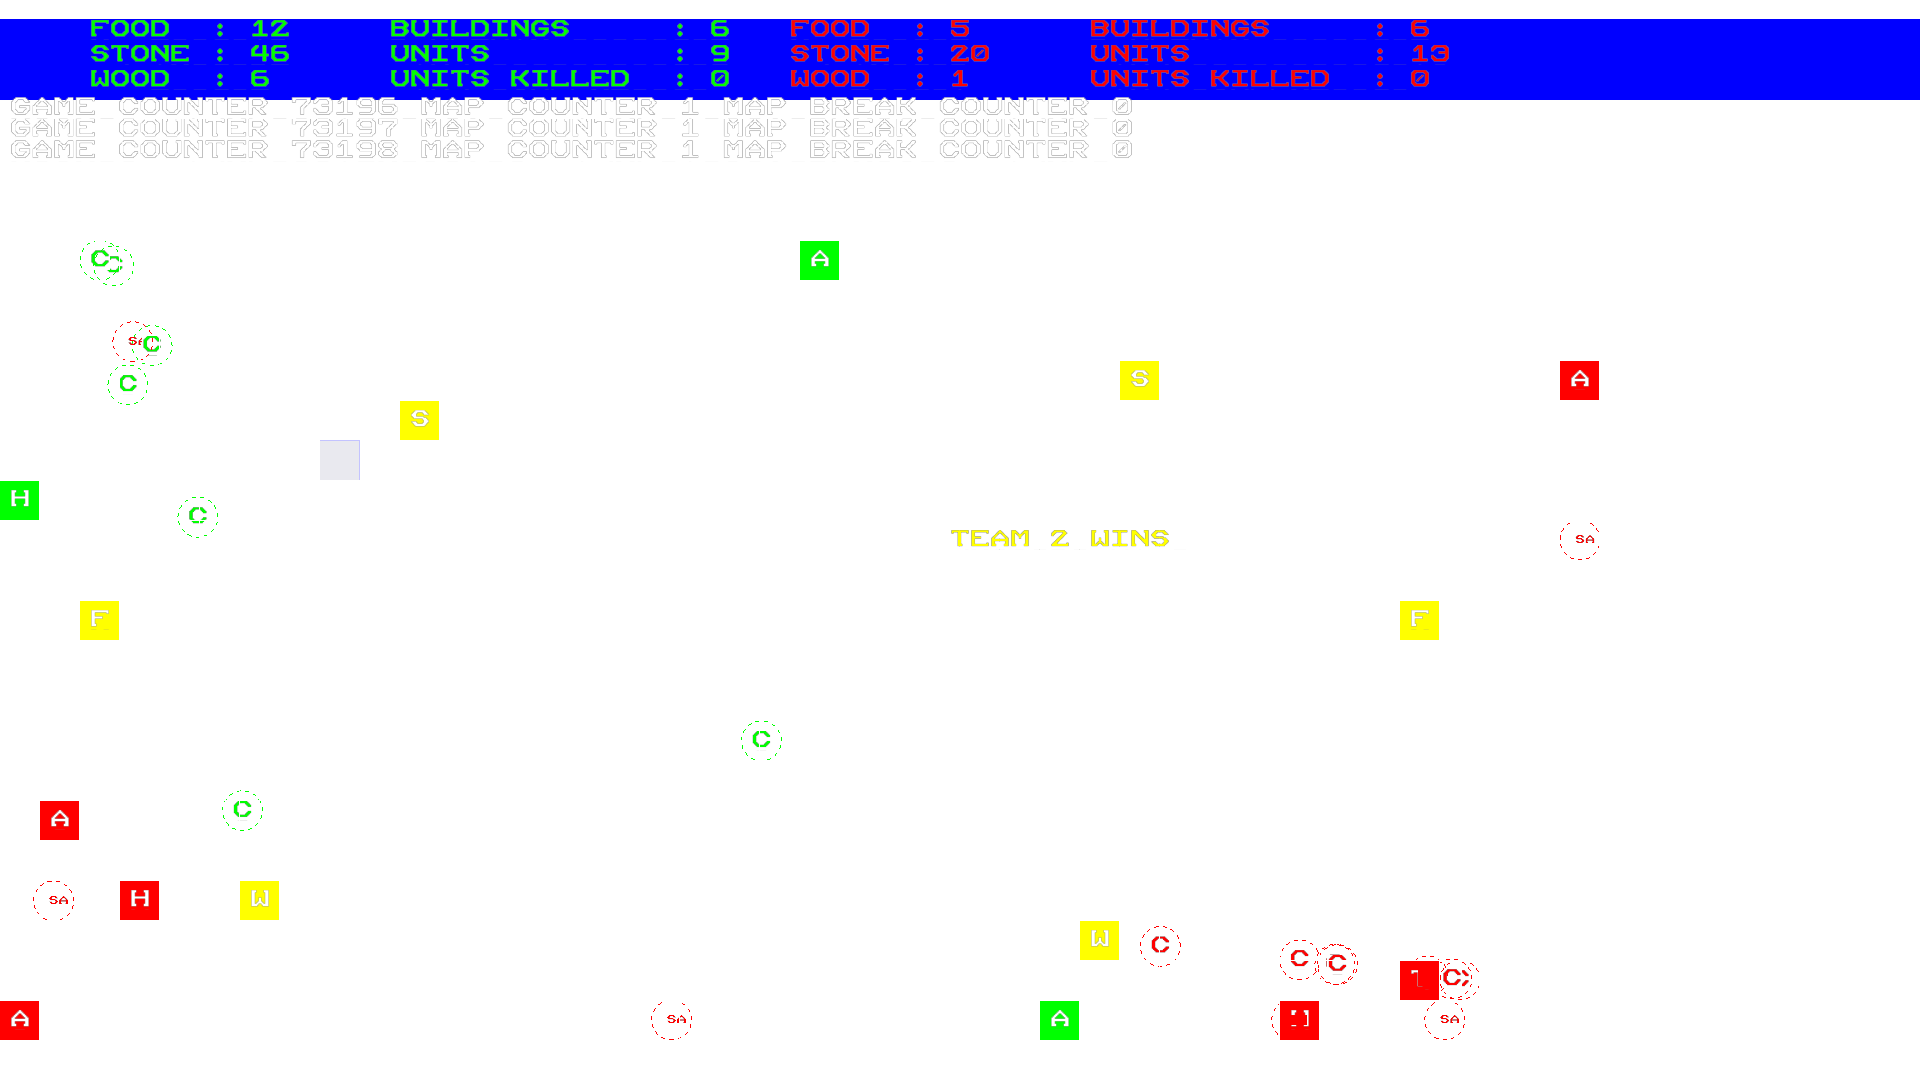 FOOD : 12 BUILDINGS : 6 FOOD : 5 BUILDINGS : 6
STONE : 46 UNITS : 9 STONE : 20 UNITS : 13
WOOD : 6 UNITS KILLED : 0 WOOD : 1 UNITS KILLED : 0
GAME COUNTER 73196 MAP COUNTER 1 MAP BREAK COUNTER 0
GAME COUNTER 73197 MAP COUNTER 1 MAP BREAK COUNTER 0
GAME COUNTER 73198 MAP COUNTER 1 MAP BREAK COUNTER 0
C C A
SA C
C S A
S
H
C
TEAM 2 WINS SA
F F
C
A C
SA H W
W C
C C
C
A SA A SA